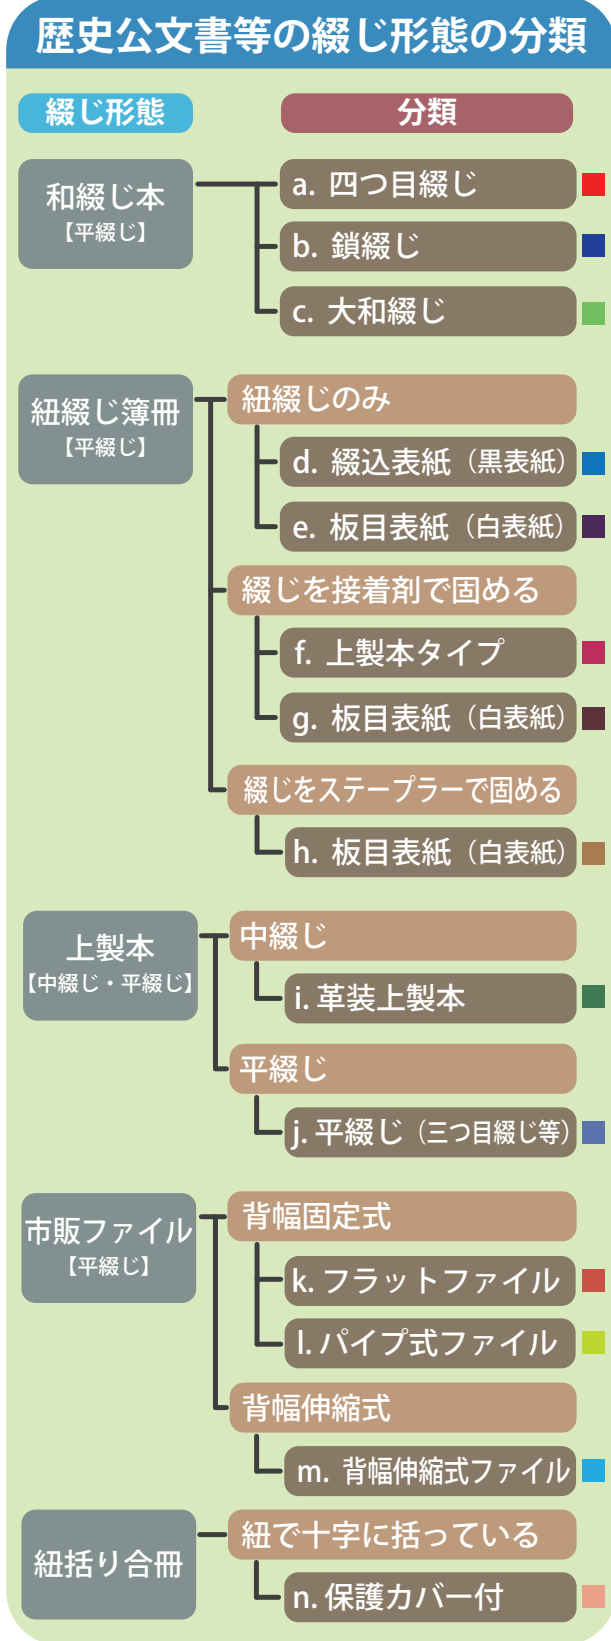 歴史公文書等の綴じ形態の分類
綴じ形態
分類
和綴じ本
【平綴じ】
a. 四つ目綴じ
b. 鎖綴じ
c. 大和綴じ
紐綴じ簿冊
【平綴じ】
紐綴じのみ
d. 綴込表紙（黒表紙）
e. 板目表紙（白表紙）
綴じを接着剤で固める
f. 上製本タイプ
g. 板目表紙（白表紙）
綴じをステープラーで固める
h. 板目表紙（白表紙）
上製本
【中綴じ・平綴じ】
中綴じ
i. 革装上製本
平綴じ
j. 平綴じ（三つ目綴じ等）
市販ファイル
【平綴じ】
背幅固定式
k. フラットファイル
l. パイプ式ファイル
背幅伸縮式
m. 背幅伸縮式ファイル
紐括り合冊
紐で十字に括っている
n. 保護カバー付